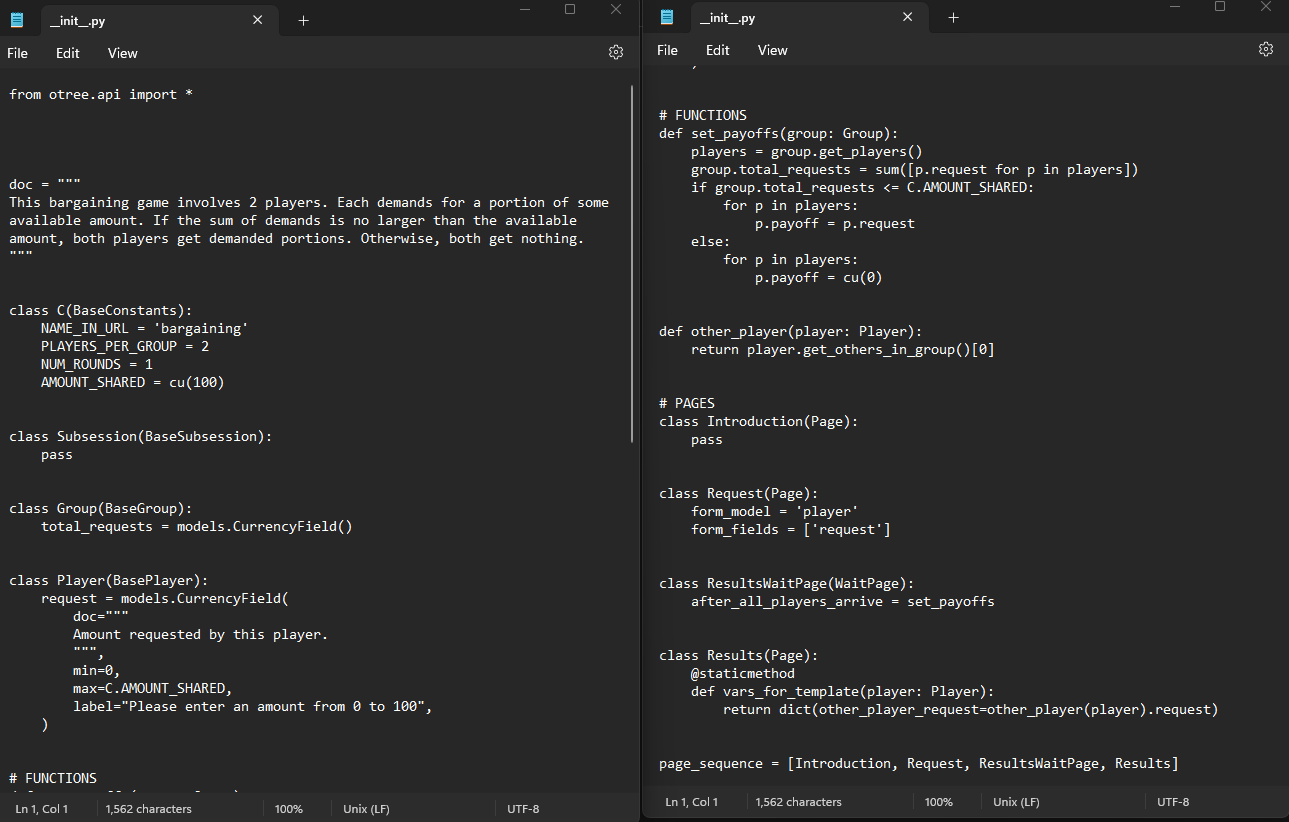 __init__.py
File Edit View
from otree.api import *
doc = """
This bargaining game involves 2 players. Each demands for a portion of some
available amount. If the sum of demands is no larger than the available
amount, both players get demanded portions. Otherwise, both get nothing.
"""
class C(BaseConstants):
    NAME_IN_URL = 'bargaining'
    PLAYERS_PER_GROUP = 2
    NUM_ROUNDS = 1
    AMOUNT_SHARED = cu(100)
class Subsession(BaseSubsession):
    pass
class Group(BaseGroup):
    total_requests = models.CurrencyField()
class Player(BasePlayer):
    request = models.CurrencyField(
        doc="""
        Amount requested by this player.
        """,
        min=0,
        max=C.AMOUNT_SHARED,
        label="Please enter an amount from 0 to 100",
    )
# FUNCTIONS
Ln 1, Col 1 1,562 characters 100% Unix (LF) UTF-8
__init__.py
File Edit View
# FUNCTIONS
def set_payoffs(group: Group):
    players = group.get_players()
    group.total_requests = sum([p.request for p in players])
    if group.total_requests <= C.AMOUNT_SHARED:
        for p in players:
            p.payoff = p.request
    else:
        for p in players:
            p.payoff = cu(0)
def other_player(player: Player):
    return player.get_others_in_group()[0]
# PAGES
class Introduction(Page):
    pass
class Request(Page):
    form_model = 'player'
    form_fields = ['request']
class ResultsWaitPage(WaitPage):
    after_all_players_arrive = set_payoffs
class Results(Page):
    @staticmethod
    def vars_for_template(player: Player):
        return dict(other_player_request=other_player(player).request)
page_sequence = [Introduction, Request, ResultsWaitPage, Results]
Ln 1, Col 1 1,562 characters 100% Unix (LF) UTF-8